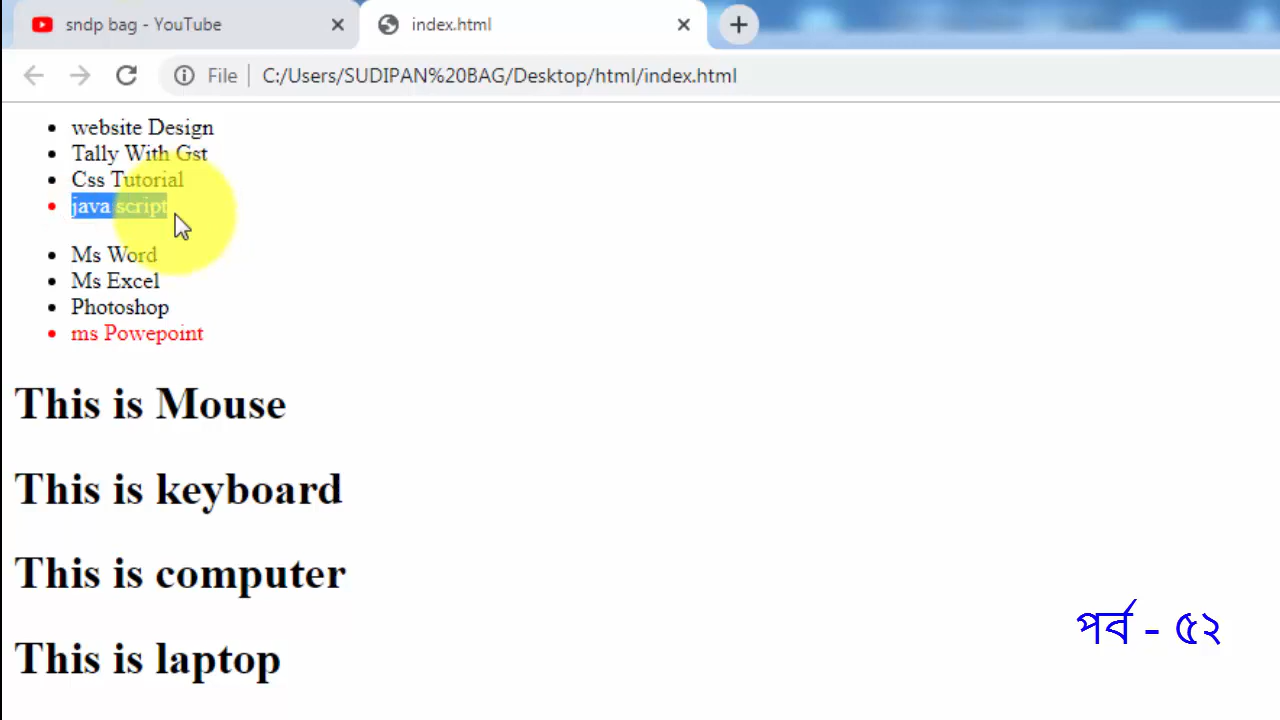 sndp bag - YouTube
index.html
File
C:/Users/SUDIPAN%20BAG/Desktop/html/index.html
website Design
Tally With Gst
Css Tutorial
java script
Ms Word
Ms Excel
Photoshop
ms Powepoint
This is Mouse
This is keyboard
This is computer
This is laptop
পর্ব - ৫২